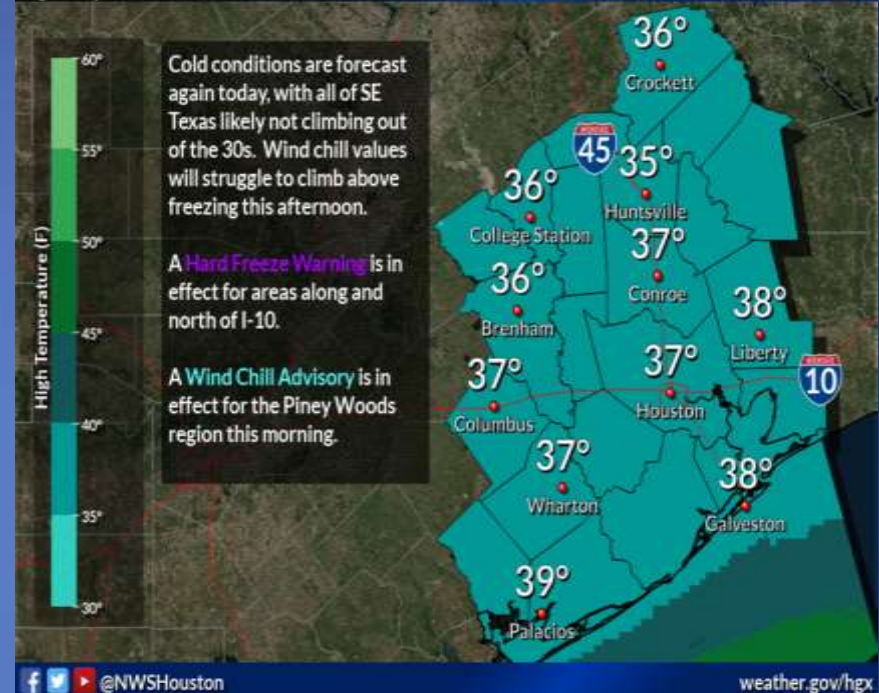 High Temperature (F)
60°
55°
50°
45°
40°
35°
30°
Cold conditions are forecast
again today, with all of SE
Texas likely not climbing out
of the 30s. Wind chill values
will struggle to climb above
freezing this afternoon.
A Hard Freeze Warning is in
effect for areas along and
north of I-10.
A Wind Chill Advisory is in
effect for the Piney Woods
region this morning.
36°
Crockett
45
35°
Huntsville
36°
College Station
37°
Conroe
36°
Brenham
38°
Liberty
37°
Columbus
37°
Houston
10
37°
Wharton
38°
Galveston
39°
Palacios
@NWSHouston
weather.gov/hgx